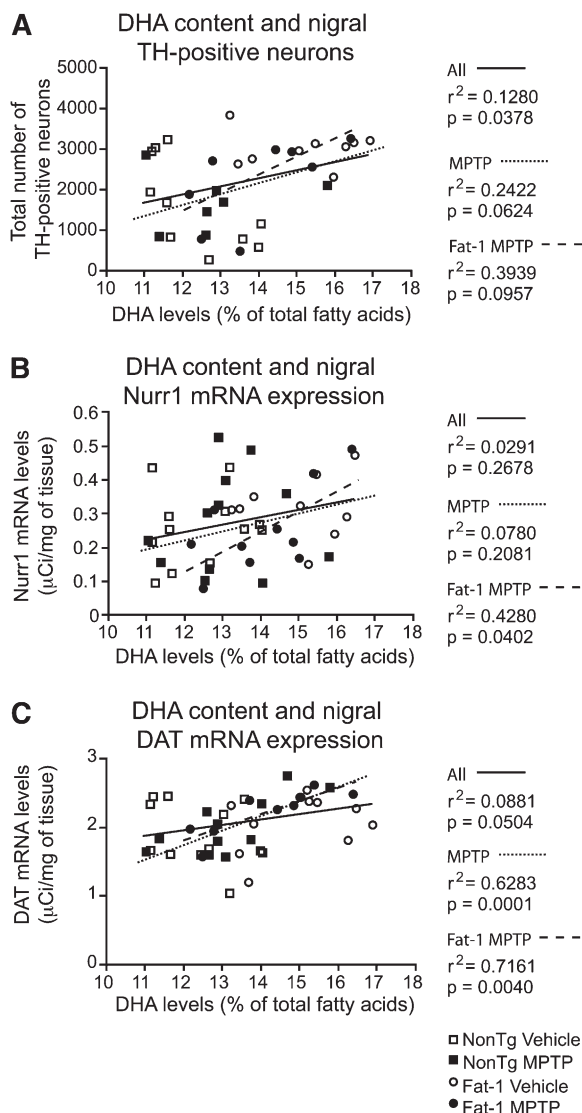 A
DHA content and nigral
TH-positive neurons
Total number of
TH-positive neurons
5000
4000
3000
2000
1000
0
10 11 12 13 14 15 16 17 18
DHA levels (% of total fatty acids)
All
r² = 0.1280
p = 0.0378
MPTP
r² = 0.2422
p = 0.0624
Fat-1 MPTP
r² = 0.3939
p = 0.0957
B
DHA content and nigral
Nurr1 mRNA expression
Nurr1 mRNA levels
(µCi/mg of tissue)
0.6
0.5
0.4
0.3
0.2
0.1
0
10 11 12 13 14 15 16 17 18
DHA levels (% of total fatty acids)
All
r² = 0.0291
p = 0.2678
MPTP
r² = 0.0780
p = 0.2081
Fat-1 MPTP
r² = 0.4280
p = 0.0402
C
DHA content and nigral
DAT mRNA expression
DAT mRNA levels
(µCi/mg of tissue)
3
2
1
0
10 11 12 13 14 15 16 17 18
DHA levels (% of total fatty acids)
All
r² = 0.0881
p = 0.0504
MPTP
r² = 0.6283
p = 0.0001
Fat-1 MPTP
r² = 0.7161
p = 0.0040
NonTg Vehicle
NonTg MPTP
Fat-1 Vehicle
Fat-1 MPTP